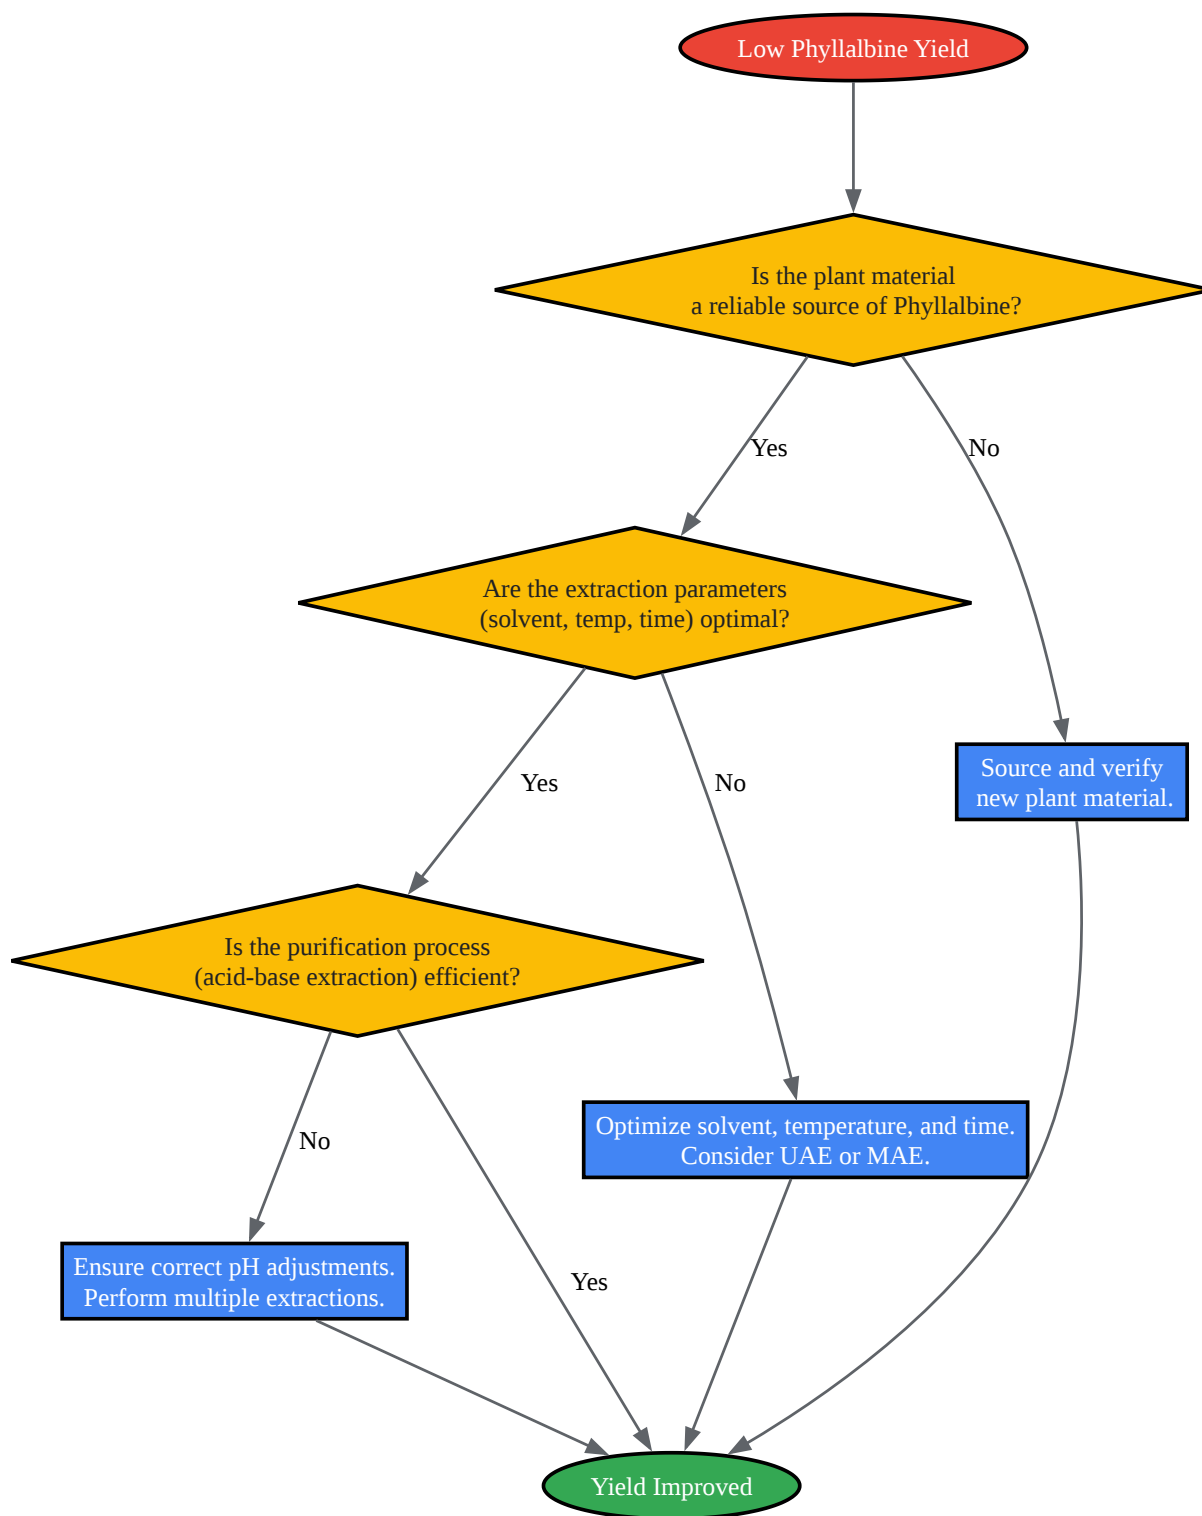 Low Phyllalbine Yield
Is the plant material
a reliable source of Phyllalbine?
Yes
No
Are the extraction parameters
(solvent, temp, time) optimal?
Source and verify
new plant material.
Yes
No
Is the purification process
(acid-base extraction) efficient?
Optimize solvent, temperature, and time.
Consider UAE or MAE.
No
Ensure correct pH adjustments.
Perform multiple extractions.
Yes
Yield Improved